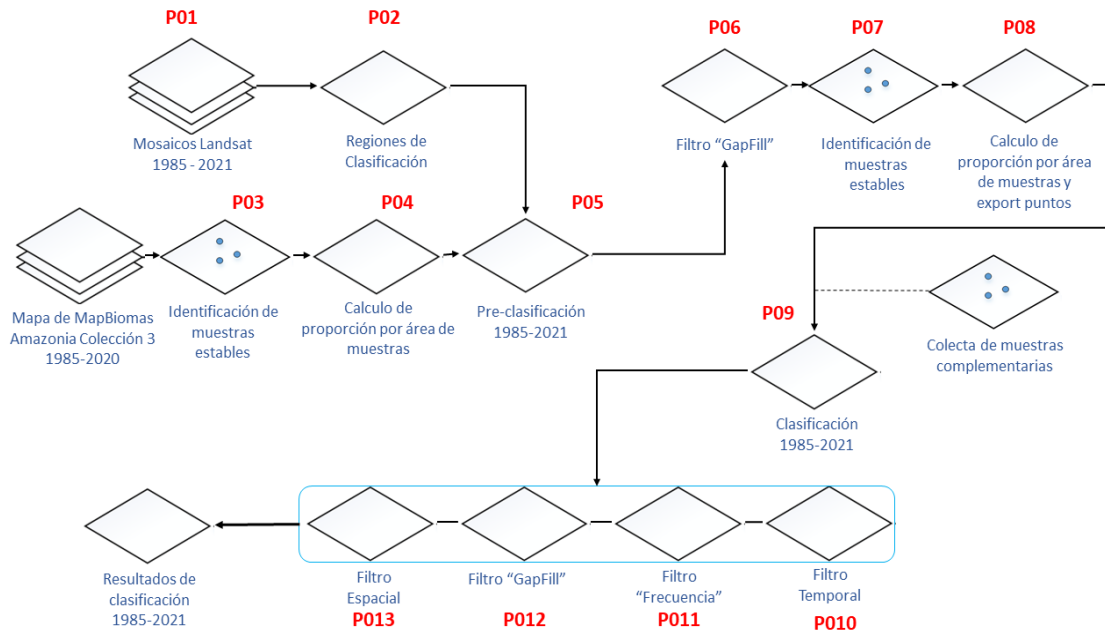 P01
Mosaicos Landsat
1985 - 2021
P02
Regiones de
Clasificación
P03
Mapa de MapBiomas
Amazonia Colección 3
1985-2020
Identificación de
muestras
estables
P04
Calculo de
proporción por área de
muestras
P05
Pre-clasificación
1985-2021
P06
Filtro “GapFill”
P07
Identificación de
muestras
estables
P08
Calculo de
proporción por área
de muestras y
export puntos
P09
Clasificación
1985-2021
Colecta de muestras
complementarias
Resultados de
clasificación
1985-2021
Filtro
Espacial
P013
Filtro “GapFill”
P012
Filtro
“Frecuencia”
P011
Filtro
Temporal
P010